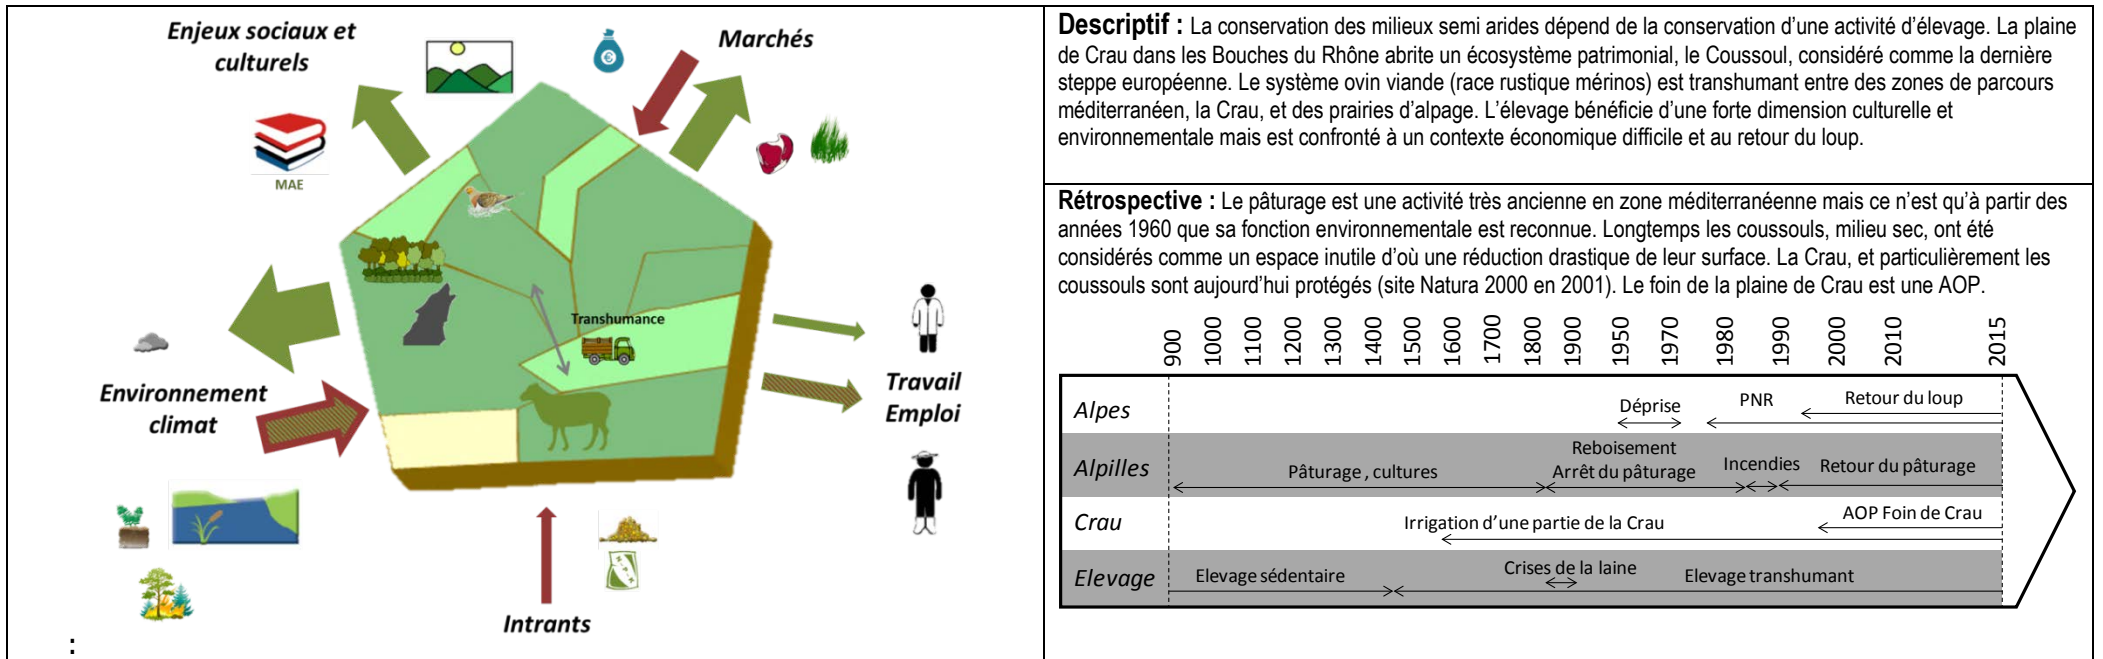 Enjeux sociaux et
culturels
Marchés
MAE
Transhumance
Environnement
climat
Travail
Emploi
Intrants
:
Descriptif : La conservation des milieux semi arides dépend de la conservation d’une activité d’élevage. La plaine
de Crau dans les Bouches du Rhône abrite un écosystème patrimonial, le Coussoul, considéré comme la dernière
steppe européenne. Le système ovin viande (race rustique mérinos) est transhumant entre des zones de parcours
méditerranéen, la Crau, et des prairies d’alpage. L’élevage bénéficie d’une forte dimension culturelle et
environnementale mais est confronté à un contexte économique difficile et au retour du loup.
Rétrospective : Le pâturage est une activité très ancienne en zone méditerranéenne mais ce n’est qu’à partir des
années 1960 que sa fonction environnementale est reconnue. Longtemps les coussouls, milieu sec, ont été
considérés comme un espace inutile d’où une réduction drastique de leur surface. La Crau, et particulièrement les
coussouls sont aujourd’hui protégés (site Natura 2000 en 2001). Le foin de la plaine de Crau est une AOP.
900 1000 1100 1200 1300 1400 1500 1600 1700 1800 1900 1950 1970 1980 1990 2000 2010 2015
Alpes
Déprise
PNR
Retour du loup
Alpilles
Pâturage , cultures
Reboisement
Arrêt du pâturage
Incendies
Retour du pâturage
Crau
Irrigation d’une partie de la Crau
AOP Foin de Crau
Elevage
Elevage sédentaire
Crises de la laine
Elevage transhumant